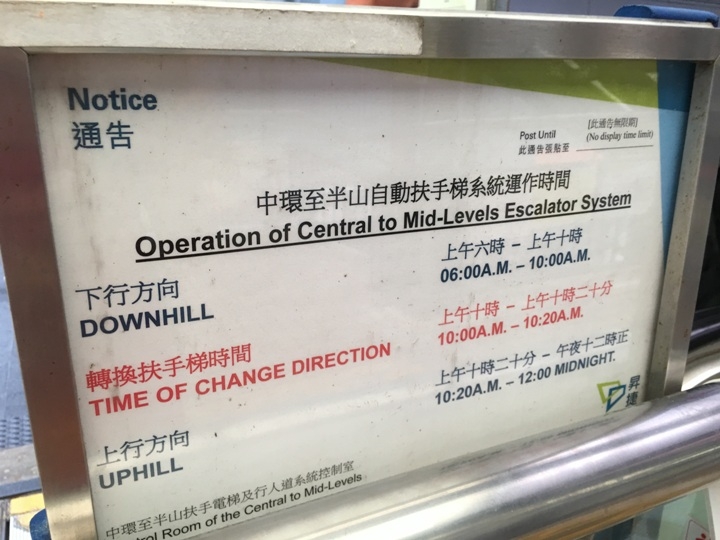 Notice
通告
Post Until
此通告張貼至
[此通告無限期]
(No display time limit)
中環至半山自動扶手梯系統運作時間
Operation of Central to Mid-Levels Escalator System
下行方向
上午六時 – 上午十時
DOWNHILL
06:00A.M. – 10:00A.M.
轉換扶手梯時間
上午十時 – 上午十時二十分
TIME OF CHANGE DIRECTION
10:00A.M. – 10:20A.M.
上行方向
上午十時二十分 – 午夜十二時正
UPHILL
10:20A.M. – 12:00 MIDNIGHT.
昇捷
中環至半山扶手電梯及行人道系統控制室
Room of the Central to Mid-Levels